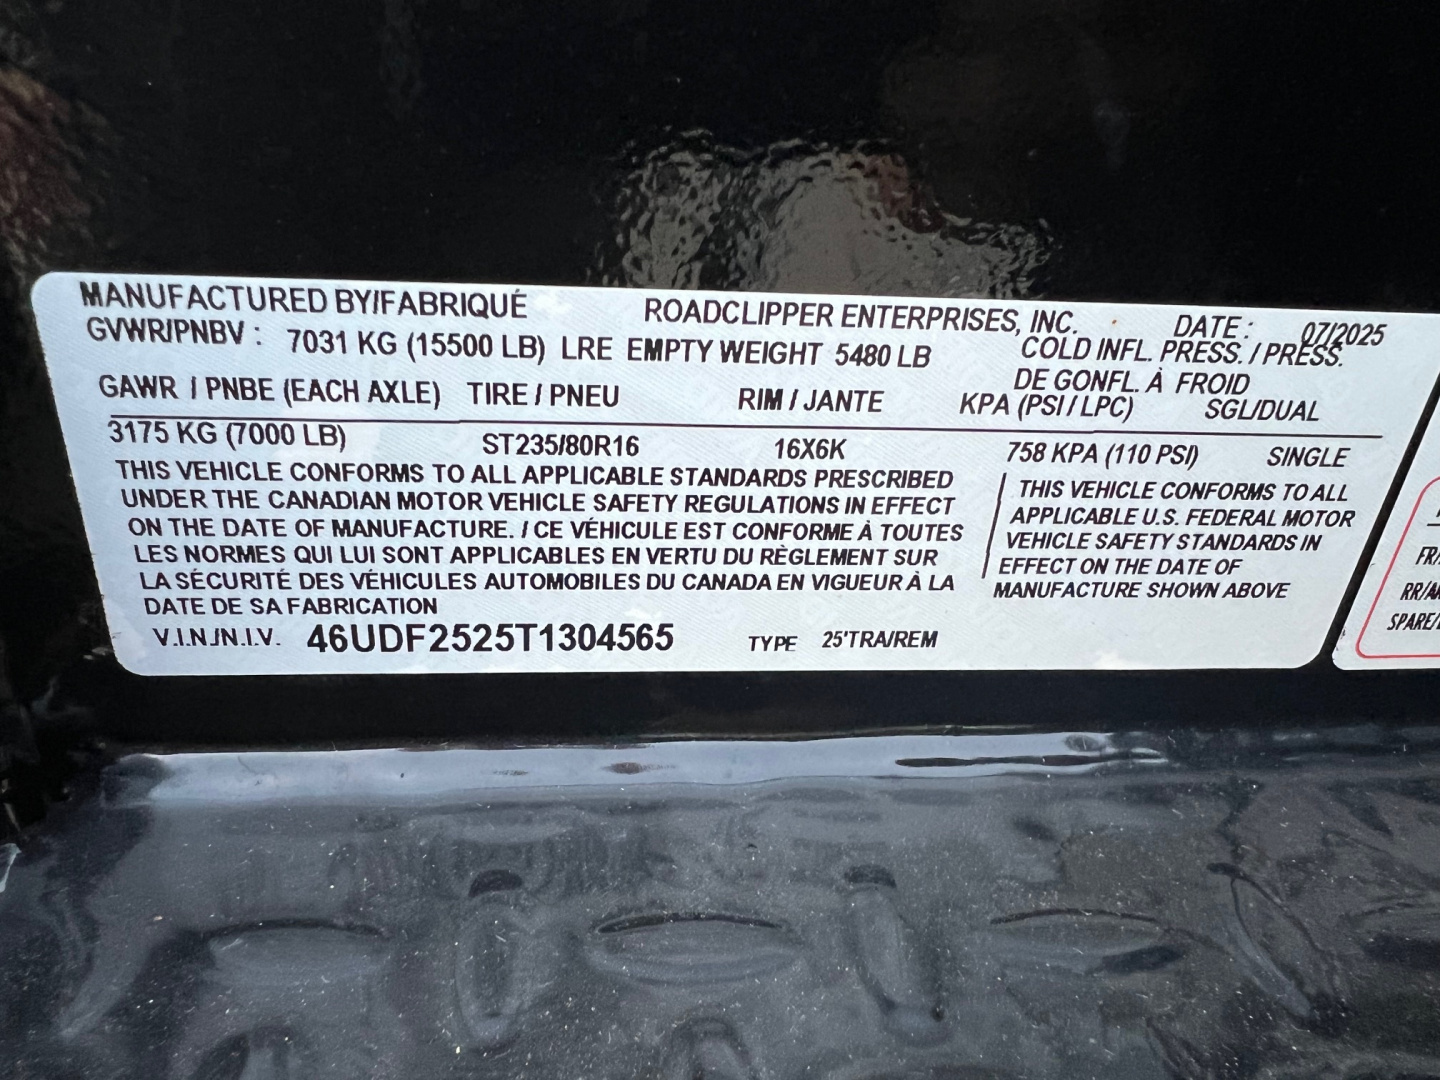 MANUFACTURED BY/FABRIQUÉ ROADCLIPPER ENTERPRISES, INC. DATE: 07/2025
GVWR/PNBV : 7031 KG (15500 LB) LRE EMPTY WEIGHT 5480 LB COLD INFL. PRESS. / PRESS.
DE GONFL. À FROID
GAWR / PNBE (EACH AXLE) TIRE / PNEU RIM / JANTE KPA (PSI / LPC) SGL/DUAL
3175 KG (7000 LB) ST235/80R16 16X6K 758 KPA (110 PSI) SINGLE
THIS VEHICLE CONFORMS TO ALL APPLICABLE STANDARDS PRESCRIBED
UNDER THE CANADIAN MOTOR VEHICLE SAFETY REGULATIONS IN EFFECT
ON THE DATE OF MANUFACTURE. / CE VÉHICULE EST CONFORME À TOUTES
LES NORMES QUI LUI SONT APPLICABLES EN VERTU DU RÈGLEMENT SUR
LA SÉCURITÉ DES VÉHICULES AUTOMOBILES DU CANADA EN VIGUEUR À LA
DATE DE SA FABRICATION
THIS VEHICLE CONFORMS TO ALL
APPLICABLE U.S. FEDERAL MOTOR
VEHICLE SAFETY STANDARDS IN
EFFECT ON THE DATE OF
MANUFACTURE SHOWN ABOVE
V.I.N./N.I.V. 46UDF2525T1304565 TYPE 25'TRA/REM
SPARE/